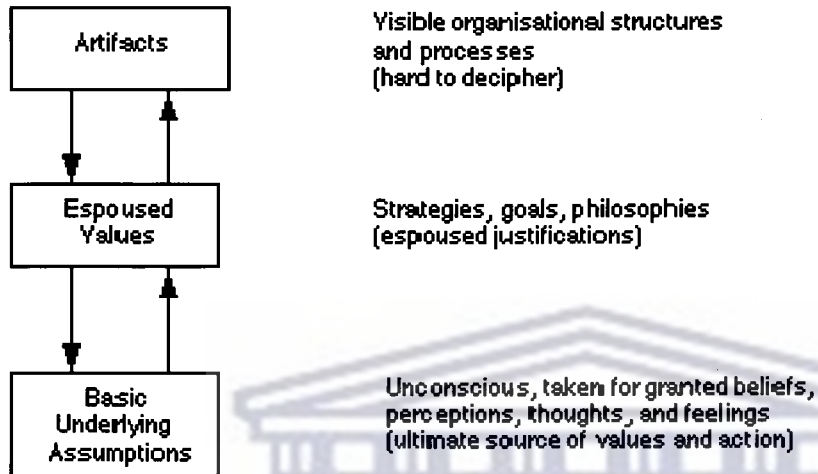 Artifacts
Visible organisational structures
and processes
(hard to decipher)
Espoused
Values
Strategies, goals, philosophies
(espoused justifications)
Basic
Underlying
Assumptions
Unconscious, taken for granted beliefs,
perceptions, thoughts, and feelings
(ultimate source of values and action)